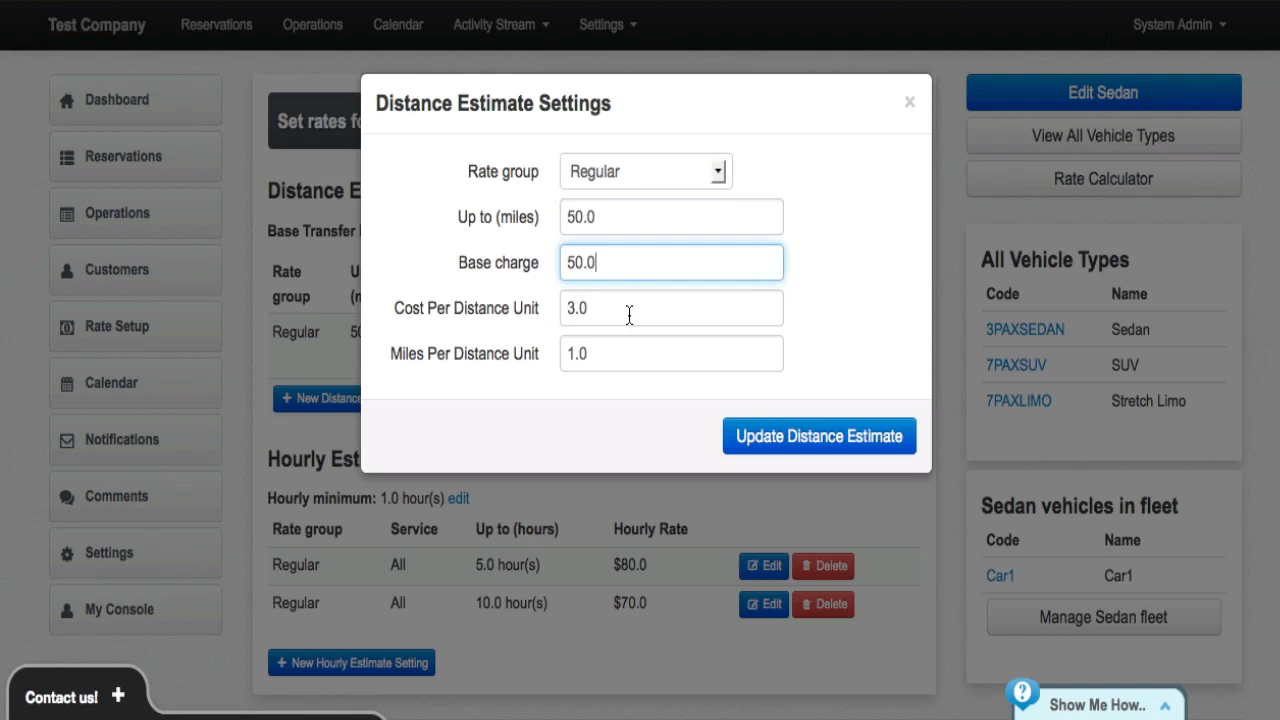 Test Company
Reservations
Operations
Calendar
Activity Stream
Settings
System Admin
Dashboard
Reservations
Operations
Customers
Rate Setup
Calendar
Notifications
Comments
Settings
My Console
Set rates fo
Distance E
Base Transfer
Rate
group
U
(n
Regular
50
+ New Distanc
Distance Estimate Settings
×
Rate group
Regular
Up to (miles)
50.0
Base charge
50.0
Cost Per Distance Unit
3.0
Miles Per Distance Unit
1.0
Update Distance Estimate
Hourly Est
Hourly minimum: 1.0 hour(s) edit
Rate group Service Up to (hours) Hourly Rate
Regular All 5.0 hour(s) $80.0 Edit Delete
Regular All 10.0 hour(s) $70.0 Edit Delete
+ New Hourly Estimate Setting
Edit Sedan
View All Vehicle Types
Rate Calculator
All Vehicle Types
Code Name
3PAXSEDAN Sedan
7PAXSUV SUV
7PAXLIMO Stretch Limo
Sedan vehicles in fleet
Code Name
Car1 Car1
Manage Sedan fleet
Contact us! +
? Show Me How..